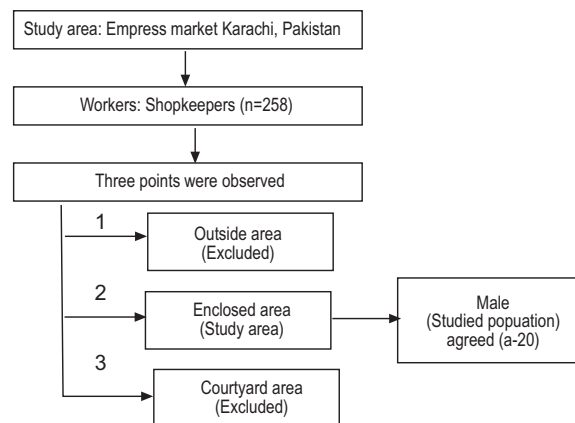 Study area: Empress market Karachi, Pakistan
Workers: Shopkeepers (n=258)
Three points were observed
1
Outside area
(Excluded)
2
Enclosed area
(Study area)
Male
(Studied popuation)
agreed (a-20)
3
Courtyard area
(Excluded)